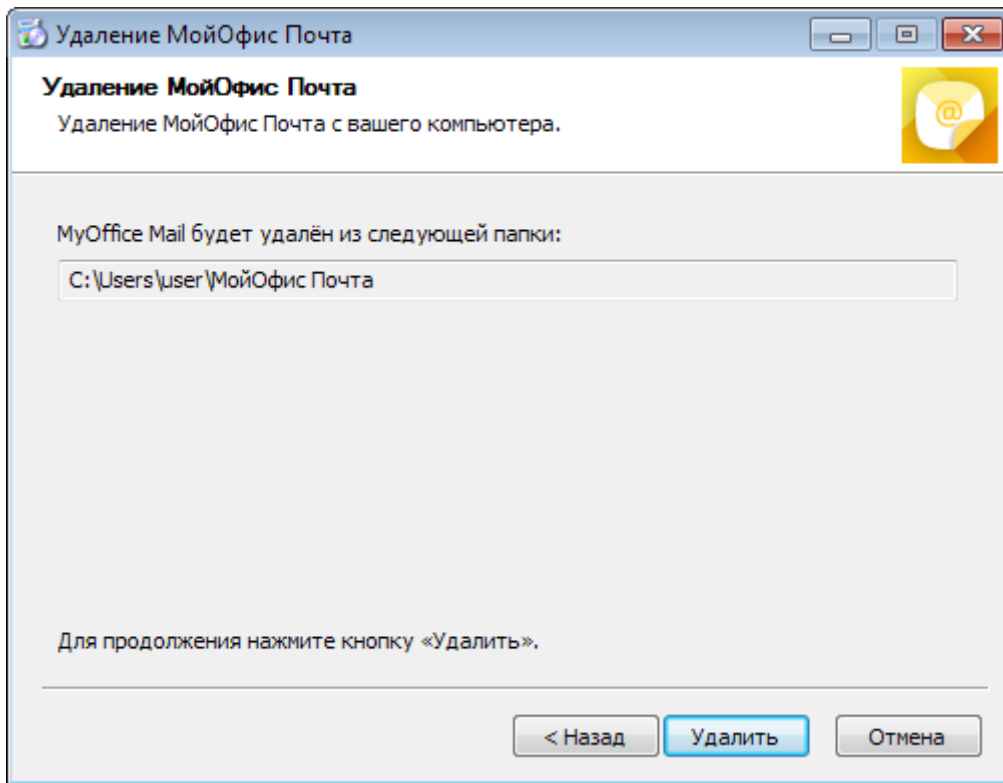 Удаление МойОфис Почта
Удаление МойОфис Почта
Удаление МойОфис Почта с вашего компьютера.
@
MyOffice Mail будет удалён из следующей папки:
C:\Users\user\МойОфис Почта
Для продолжения нажмите кнопку «Удалить».
< Назад
Удалить
Отмена